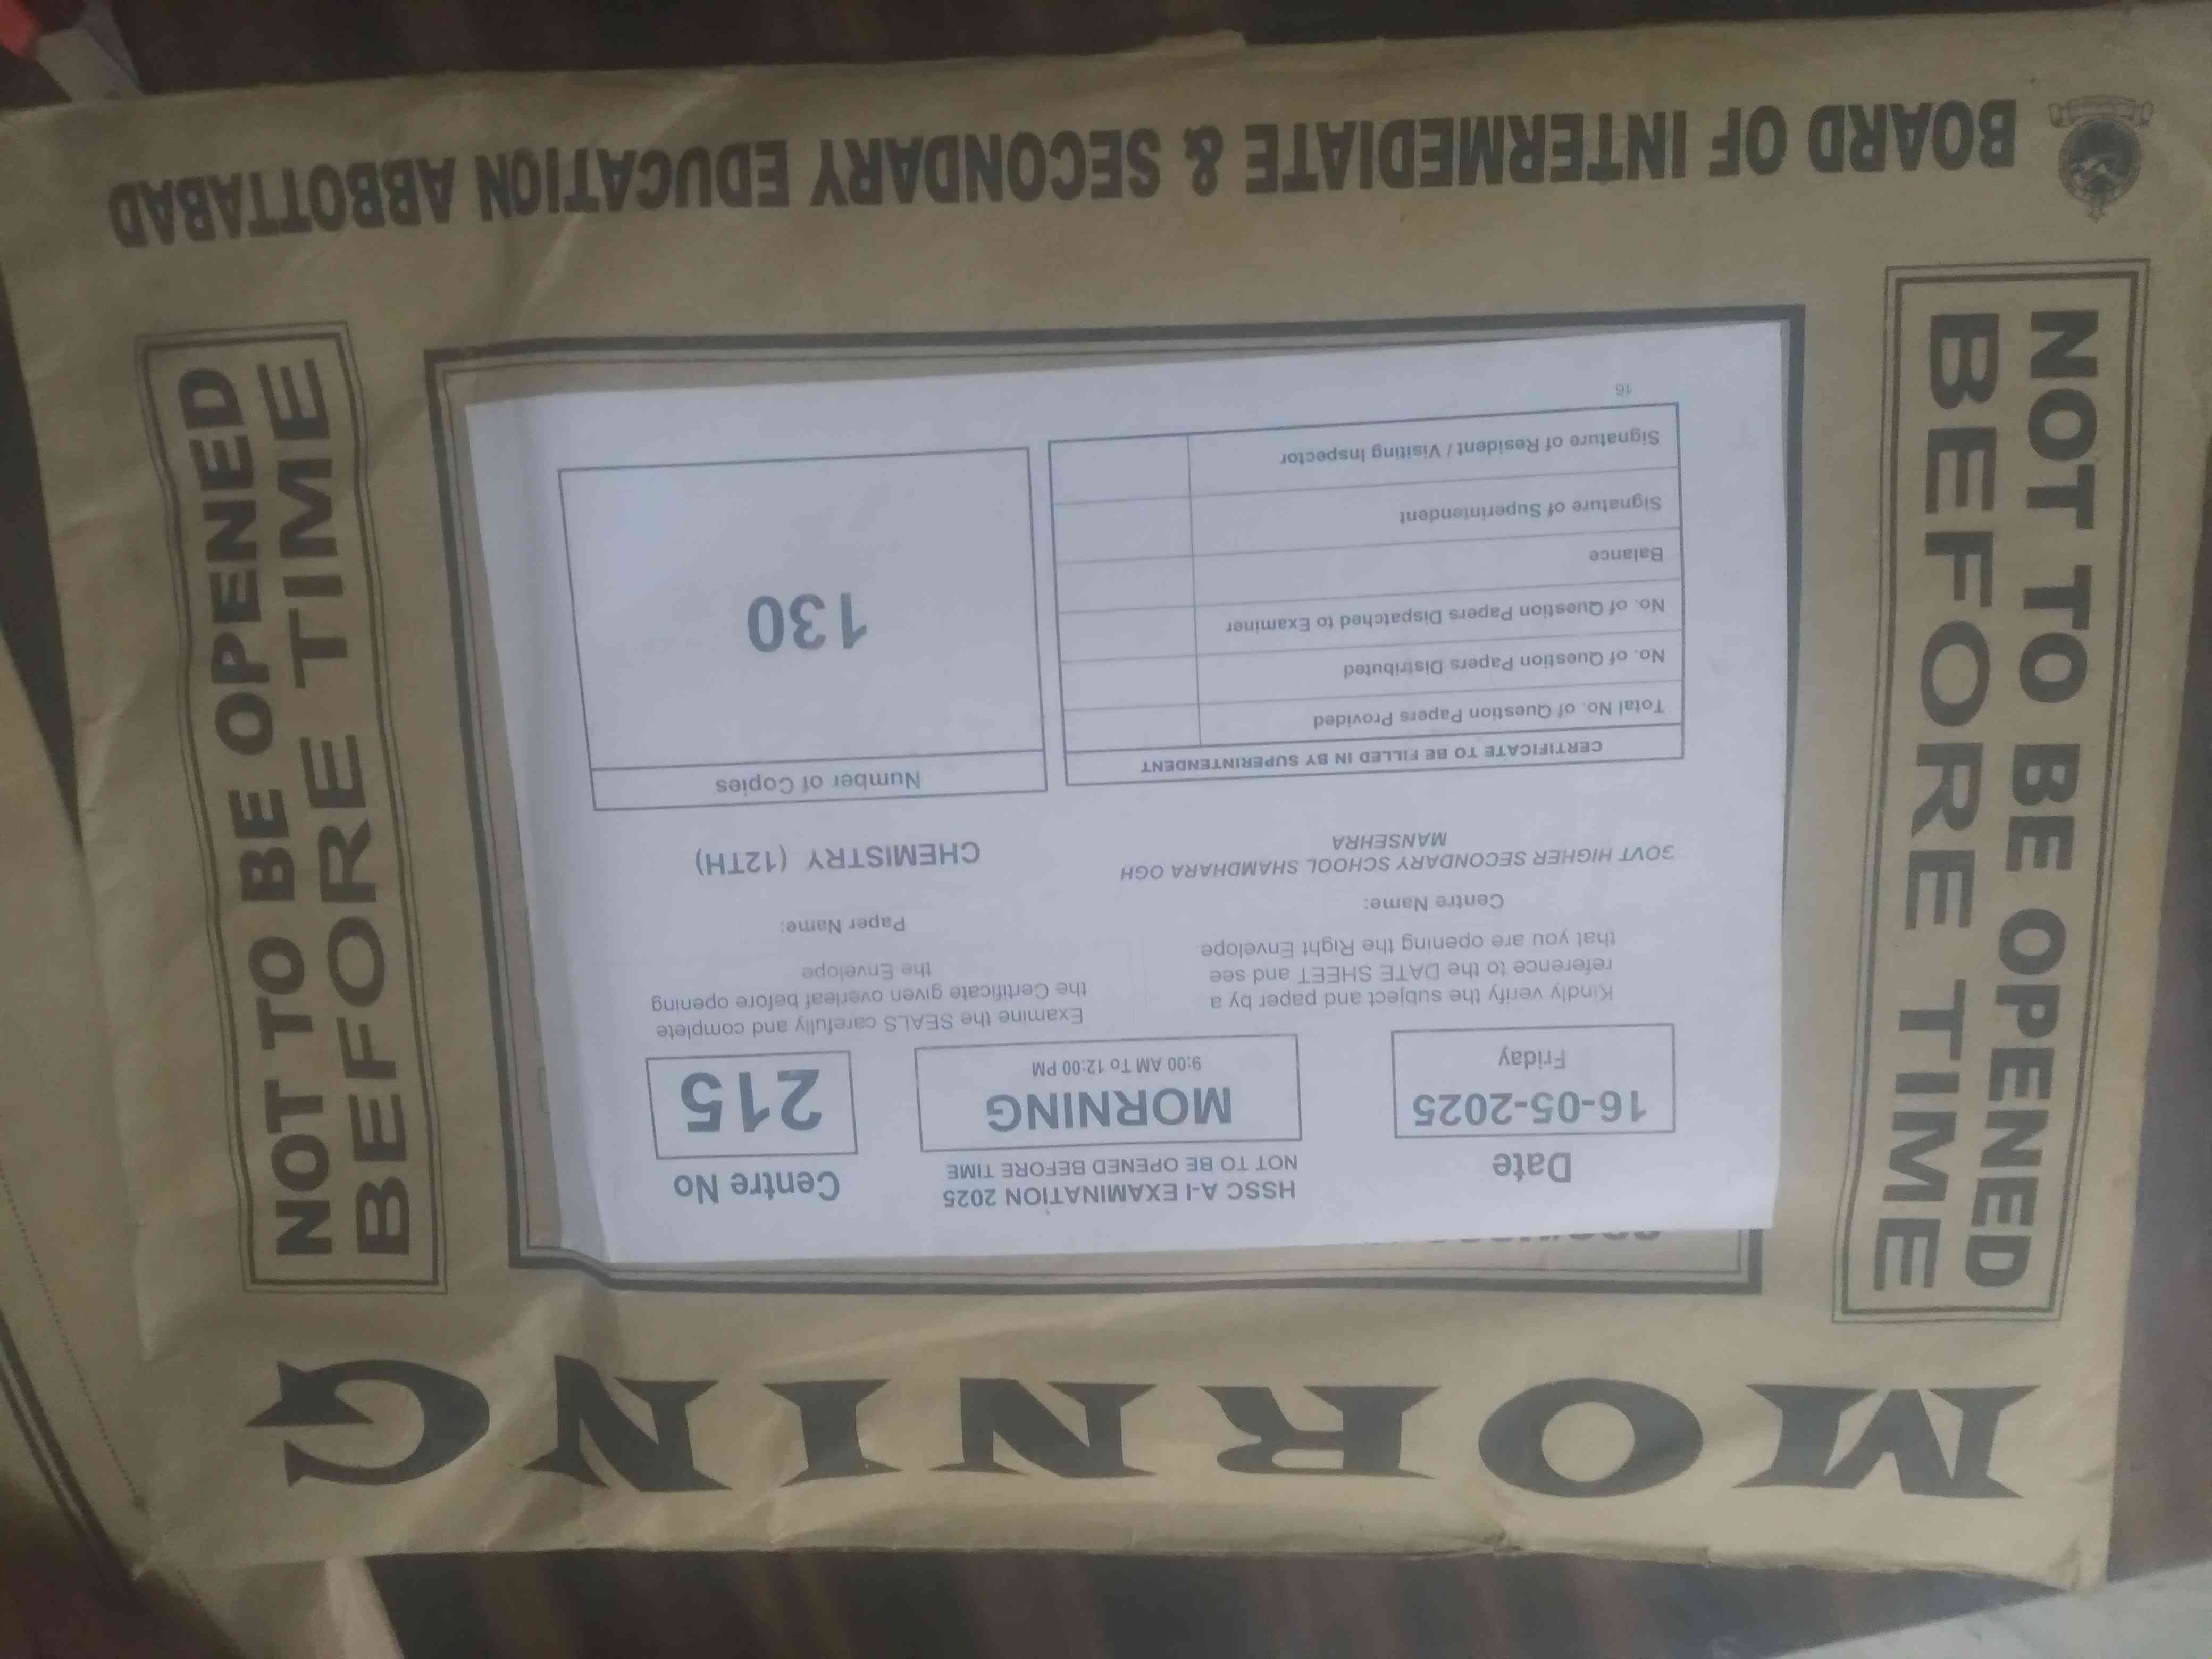 MORNING
NOT TO BE OPENED
BEFORE TIME
HSSC A-I EXAMINATION 2025
NOT TO BE OPENED BEFORE TIME
Date
16-05-2025
Friday
MORNING
9:00 AM To 12:00 PM
Centre No
215
Kindly verify the subject and paper by a
reference to the DATE SHEET and see
that you are opening the Right Envelope
Examine the SEALS carefully and complete
the Certificate given overleaf before opening
the Envelope
Centre Name:
GOVT HIGHER SECONDARY SCHOOL SHAMDHARA OGH
MANSEHRA
Paper Name:
CHEMISTRY (12TH)
CERTIFICATE TO BE FILLED IN BY SUPERINTENDENT
Total No. of Question Papers Provided
No. of Question Papers Distributed
No. of Question Papers Dispatched to Examiner
Balance
Signature of Superintendent
Signature of Resident / Visiting Inspector
Number of Copies
130
16
NOT TO BE OPENED
BEFORE TIME
BOARD OF INTERMEDIATE & SECONDARY EDUCATION ABBOTTABAD